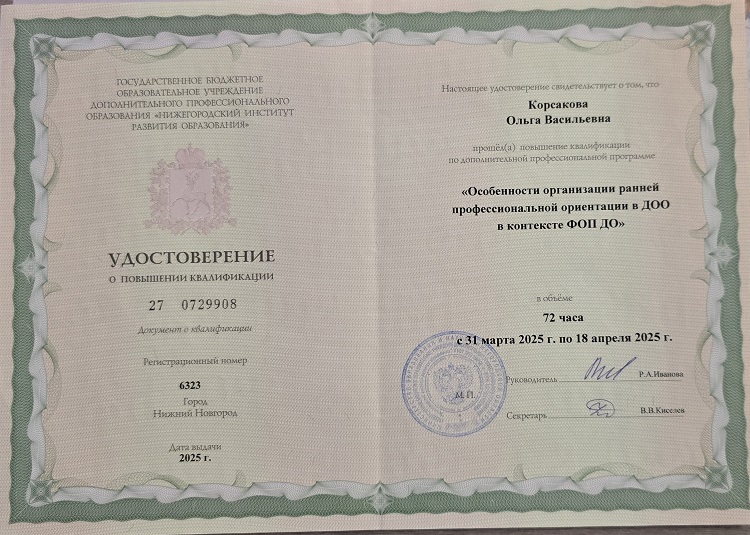 ГОСУДАРСТВЕННОЕ БЮДЖЕТНОЕ
ОБРАЗОВАТЕЛЬНОЕ УЧРЕЖДЕНИЕ
ДОПОЛНИТЕЛЬНОГО ПРОФЕССИОНАЛЬНОГО
ОБРАЗОВАНИЯ «НИЖЕГОРОДСКИЙ ИНСТИТУТ
РАЗВИТИЯ ОБРАЗОВАНИЯ»
УДОСТОВЕРЕНИЕ
О ПОВЫШЕНИИ КВАЛИФИКАЦИИ
27 0729908
Документ о квалификации
Регистрационный номер
6323
Город
Нижний Новгород
Дата выдачи
2025 г.
Настоящее удостоверение свидетельствует о том, что
Корсакова
Ольга Васильевна
прошёл(а) повышение квалификации
по дополнительной профессиональной программе
«Особенности организации ранней
профессиональной ориентации в ДОО
в контексте ФОП ДО»
в объёме
72 часа
с 31 марта 2025 г. по 18 апреля 2025 г.
Руководитель Р.А.Иванова
М.П.
Секретарь В.В.Киселев